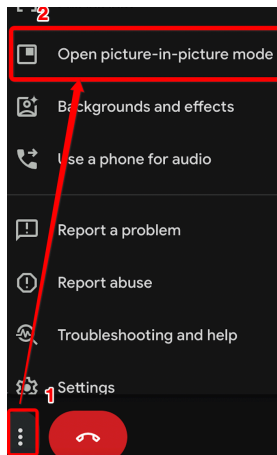 2
Open picture-in-picture mode
Backgrounds and effects
Use a phone for audio
Report a problem
Report abuse
Troubleshooting and help
Settings
1